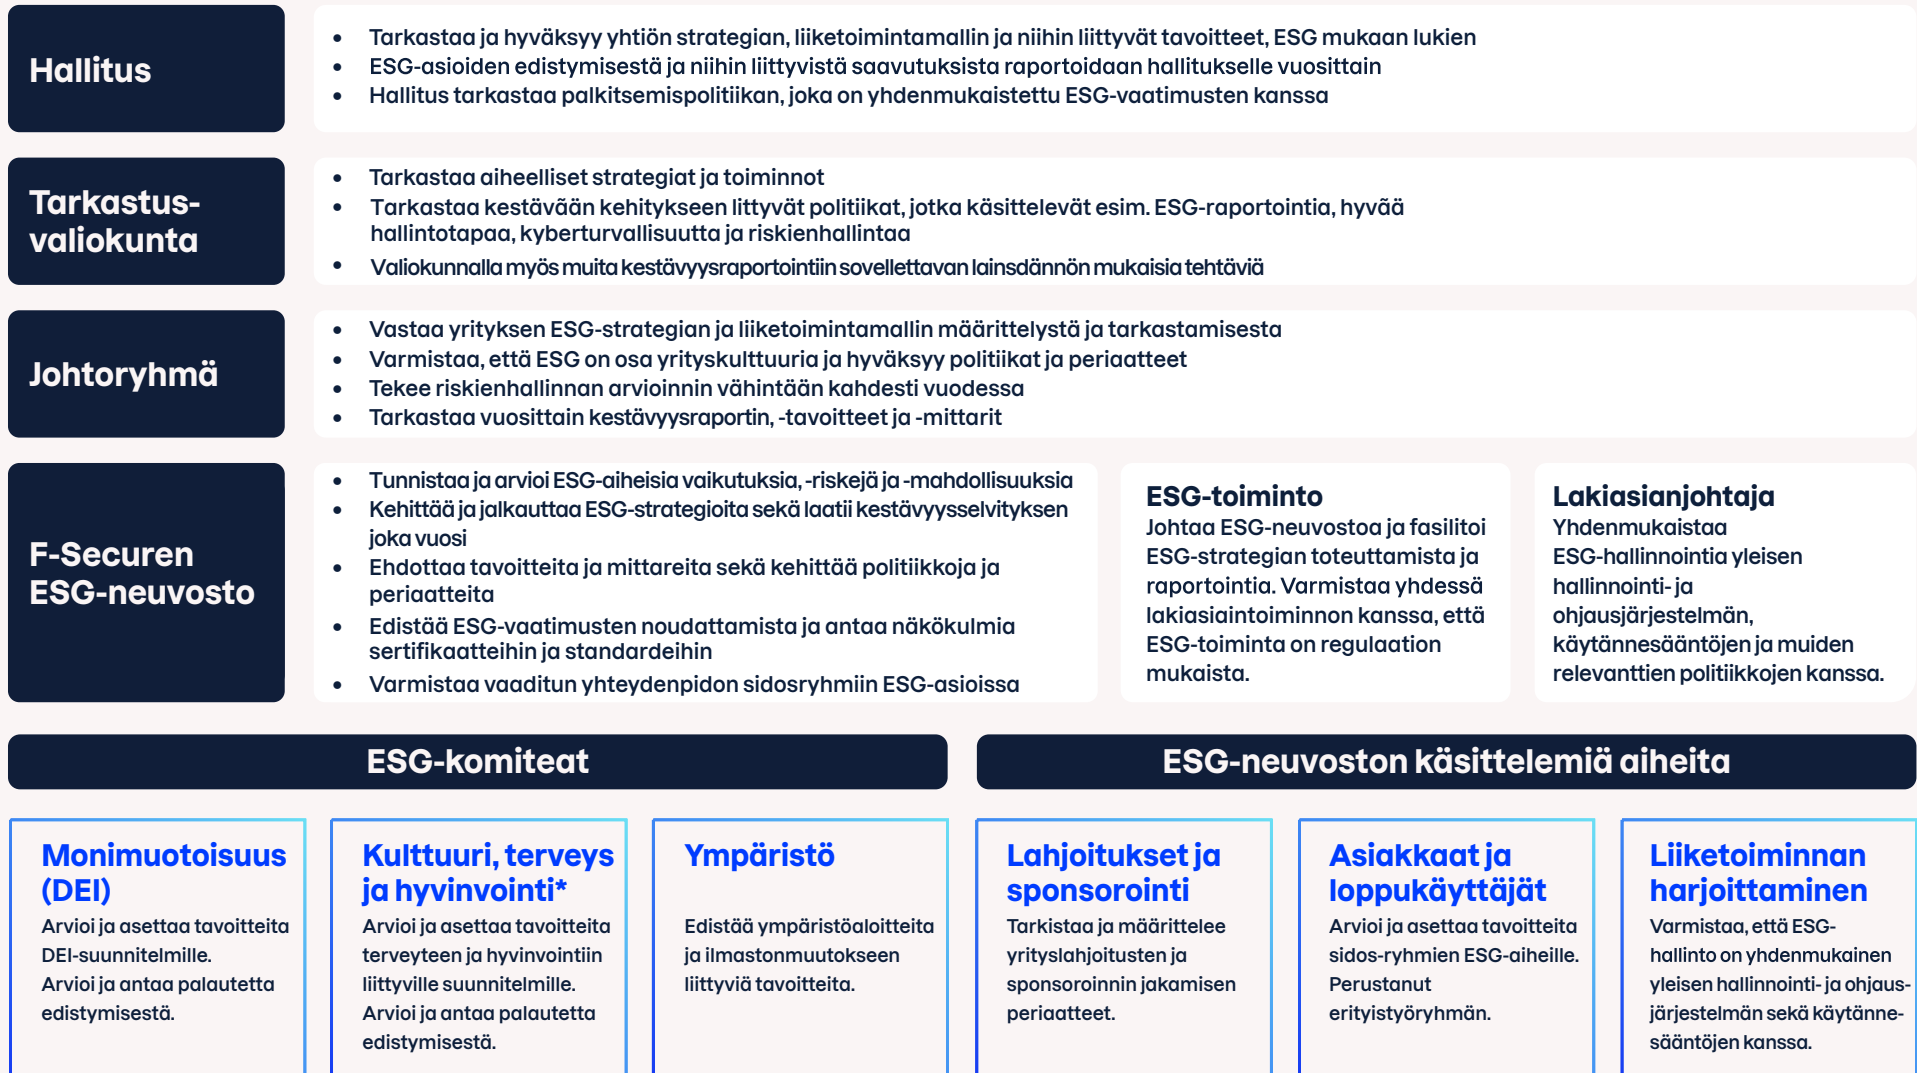 Hallitus
• Tarkastaa ja hyväksyy yhtiön strategian, liiketoimintamallin ja niihin liittyvät tavoitteet, ESG mukaan lukien
• ESG-asioiden edistymisestä ja niihin liittyvistä saavutuksista raportoidaan hallitukselle vuosittain
• Hallitus tarkastaa palkitsemispolitiikan, joka on yhdenmukaistettu ESG-vaatimusten kanssa
Tarkastus-
valiokunta
• Tarkastaa aiheelliset strategiat ja toiminnot
• Tarkastaa kestävään kehitykseen littyvät politiikat, jotka käsittelevät esim. ESG-raportointia, hyvää
hallintotapaa, kyberturvallisuutta ja riskienhallintaa
• Valiokunnalla myös muita kestävyysraportointiin sovellettavan lainsdännön mukaisia tehtäviä
Johtoryhmä
• Vastaa yrityksen ESG-strategian ja liiketoimintamallin määrittelystä ja tarkastamisesta
• Varmistaa, että ESG on osa yrityskulttuuria ja hyväksyy politiikat ja periaatteet
• Tekee riskienhallinnan arvioinnin vähintään kahdesti vuodessa
• Tarkastaa vuosittain kestävyysraportin, -tavoitteet ja -mittarit
F-Securen
ESG-neuvosto
• Tunnistaa ja arvioi ESG-aiheisia vaikutuksia, -riskejä ja -mahdollisuuksia
• Kehittää ja jalkauttaa ESG-strategioita sekä laatii kestävyysselvityksen
joka vuosi
• Ehdottaa tavoitteita ja mittareita sekä kehittää politiikkoja ja
periaatteita
• Edistää ESG-vaatimusten noudattamista ja antaa näkökulmia
sertifikaatteihin ja standardeihin
• Varmistaa vaaditun yhteydenpidon sidosryhmiin ESG-asioissa
ESG-toiminto
Johtaa ESG-neuvostoa ja fasilitoi
ESG-strategian toteuttamista ja
raportointia. Varmistaa yhdessä
lakiasiaintoiminnon kanssa, että
ESG-toiminta on regulaation
mukaista.
Lakiasianjohtaja
Yhdenmukaistaa
ESG-hallinnointia yleisen
hallinnointi- ja
ohjausjärjestelmän,
käytännesääntöjen ja muiden
relevanttien politiikkojen kanssa.
ESG-komiteat
Monimuotoisuus
(DEI)
Arvioi ja asettaa tavoitteita
DEI-suunnitelmille.
Arvioi ja antaa palautetta
edistymisestä.
Kulttuuri, terveys
ja hyvinvointi*
Arvioi ja asettaa tavoitteita
terveyteen ja hyvinvointiin
liittyville suunnitelmille.
Arvioi ja antaa palautetta
edistymisestä.
Ympäristö
Edistää ympäristöaloitteita
ja ilmastonmuutokseen
liittyviä tavoitteita.
ESG-neuvoston käsittelemiä aiheita
Lahjoitukset ja
sponsorointi
Tarkistaa ja määrittelee
yrityslahjoitusten ja
sponsoroinnin jakamisen
periaatteet.
Asiakkaat ja
loppukäyttäjät
Arvioi ja asettaa tavoitteita
sidos-ryhmien ESG-aiheille.
Perustanut
erityistyöryhmän.
Liiketoiminnan
harjoittaminen
Varmistaa, että ESG-
hallinto on yhdenmukainen
yleisen hallinnointi- ja ohjaus-
järjestelmän sekä käytänne-
sääntöjen kanssa.